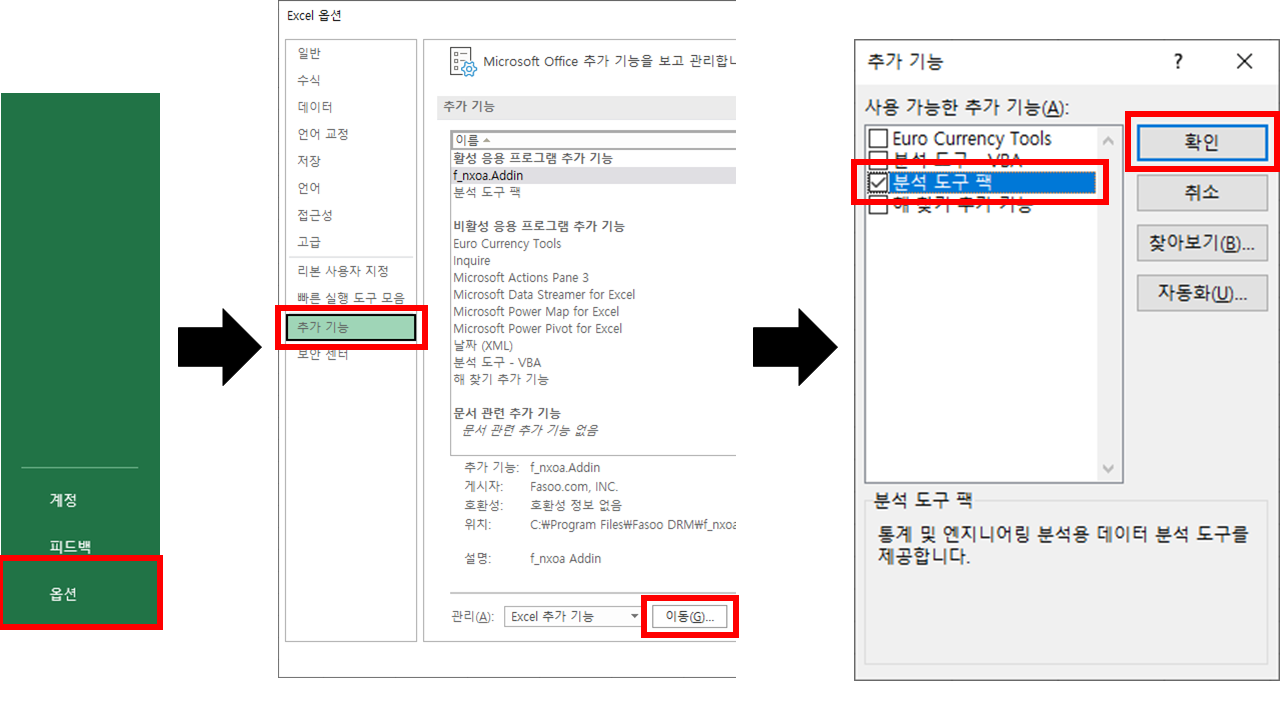 계정
피드백
옵션
Excel 옵션
일반
수식
데이터
언어 교정
저장
언어
접근성
고급
리본 사용자 지정
빠른 실행 도구 모음
추가 기능
보안 센터
Microsoft Office 추가 기능을 보고 관리합니
추가 기능
이름
활성 응용 프로그램 추가 기능
f_nxoa.Addin
분석 도구 팩
비활성 응용 프로그램 추가 기능
Euro Currency Tools
Inquire
Microsoft Actions Pane 3
Microsoft Data Streamer for Excel
Microsoft Power Map for Excel
Microsoft Power Pivot for Excel
날짜 (XML)
분석 도구 - VBA
해 찾기 추가 기능
문서 관련 추가 기능
문서 관련 추가 기능 없음
추가 기능: f_nxoa.Addin
게시자: Fasoo.com, INC.
호환성: 호환성 정보 없음
위치: C:₩Program Files₩Fasoo DRM₩f_nxoa
설명: f_nxoa Addin
관리(A): Excel 추가 기능 이동(G)...
추가 기능 ?
사용 가능한 추가 기능(A):
Euro Currency Tools
분석 도구 - VBA
분석 도구 팩
해 찾기 추가 기능
확인
취소
찾아보기(B)...
자동화(U)...
분석 도구 팩
통계 및 엔지니어링 분석용 데이터 분석 도구를
제공합니다.